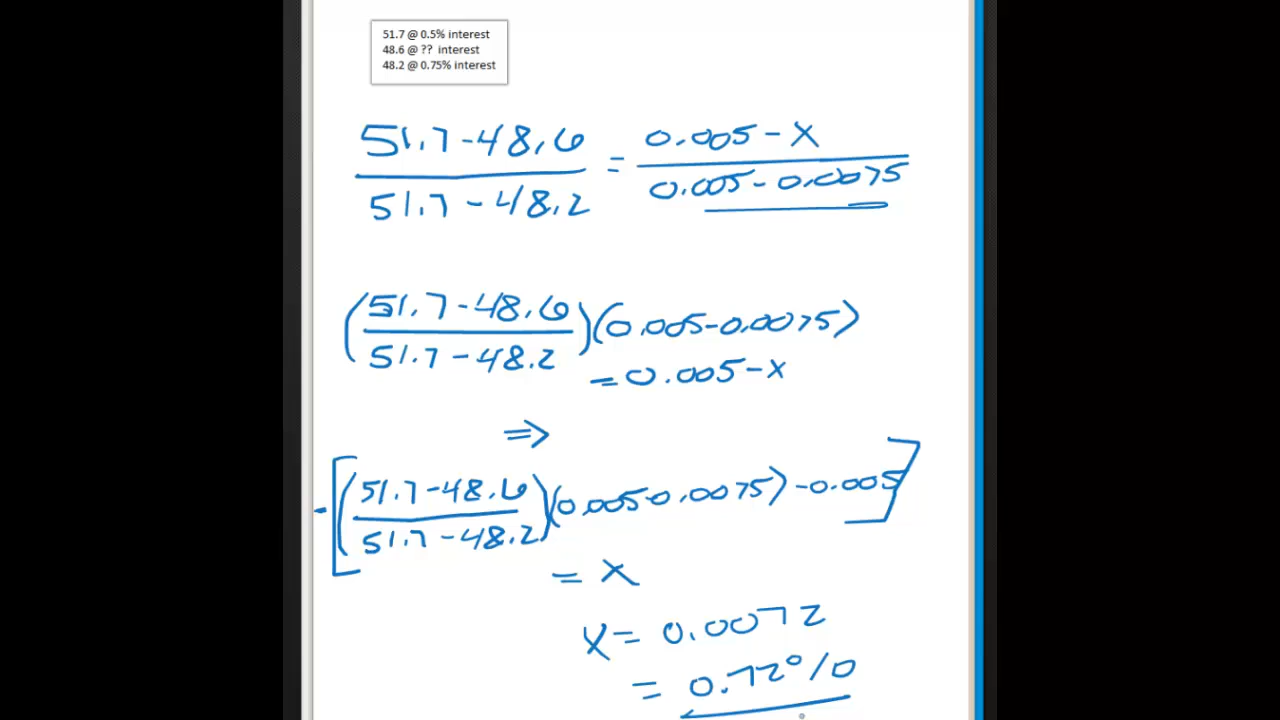 51.7 @ 0.5% interest
48.6 @ ?? interest
48.2 @ 0.75% interest
51.7-48.6
51.7-48.2
=
0.005-x
0.005-0.0075
(51.7-48.6
51.7-48.2)(0.005-0.0075)
=0.005-x
⇒
-[(51.7-48.6
51.7-48.2)(0.005-0.0075)-0.005]
= x
x= 0.0072
= 0.72%